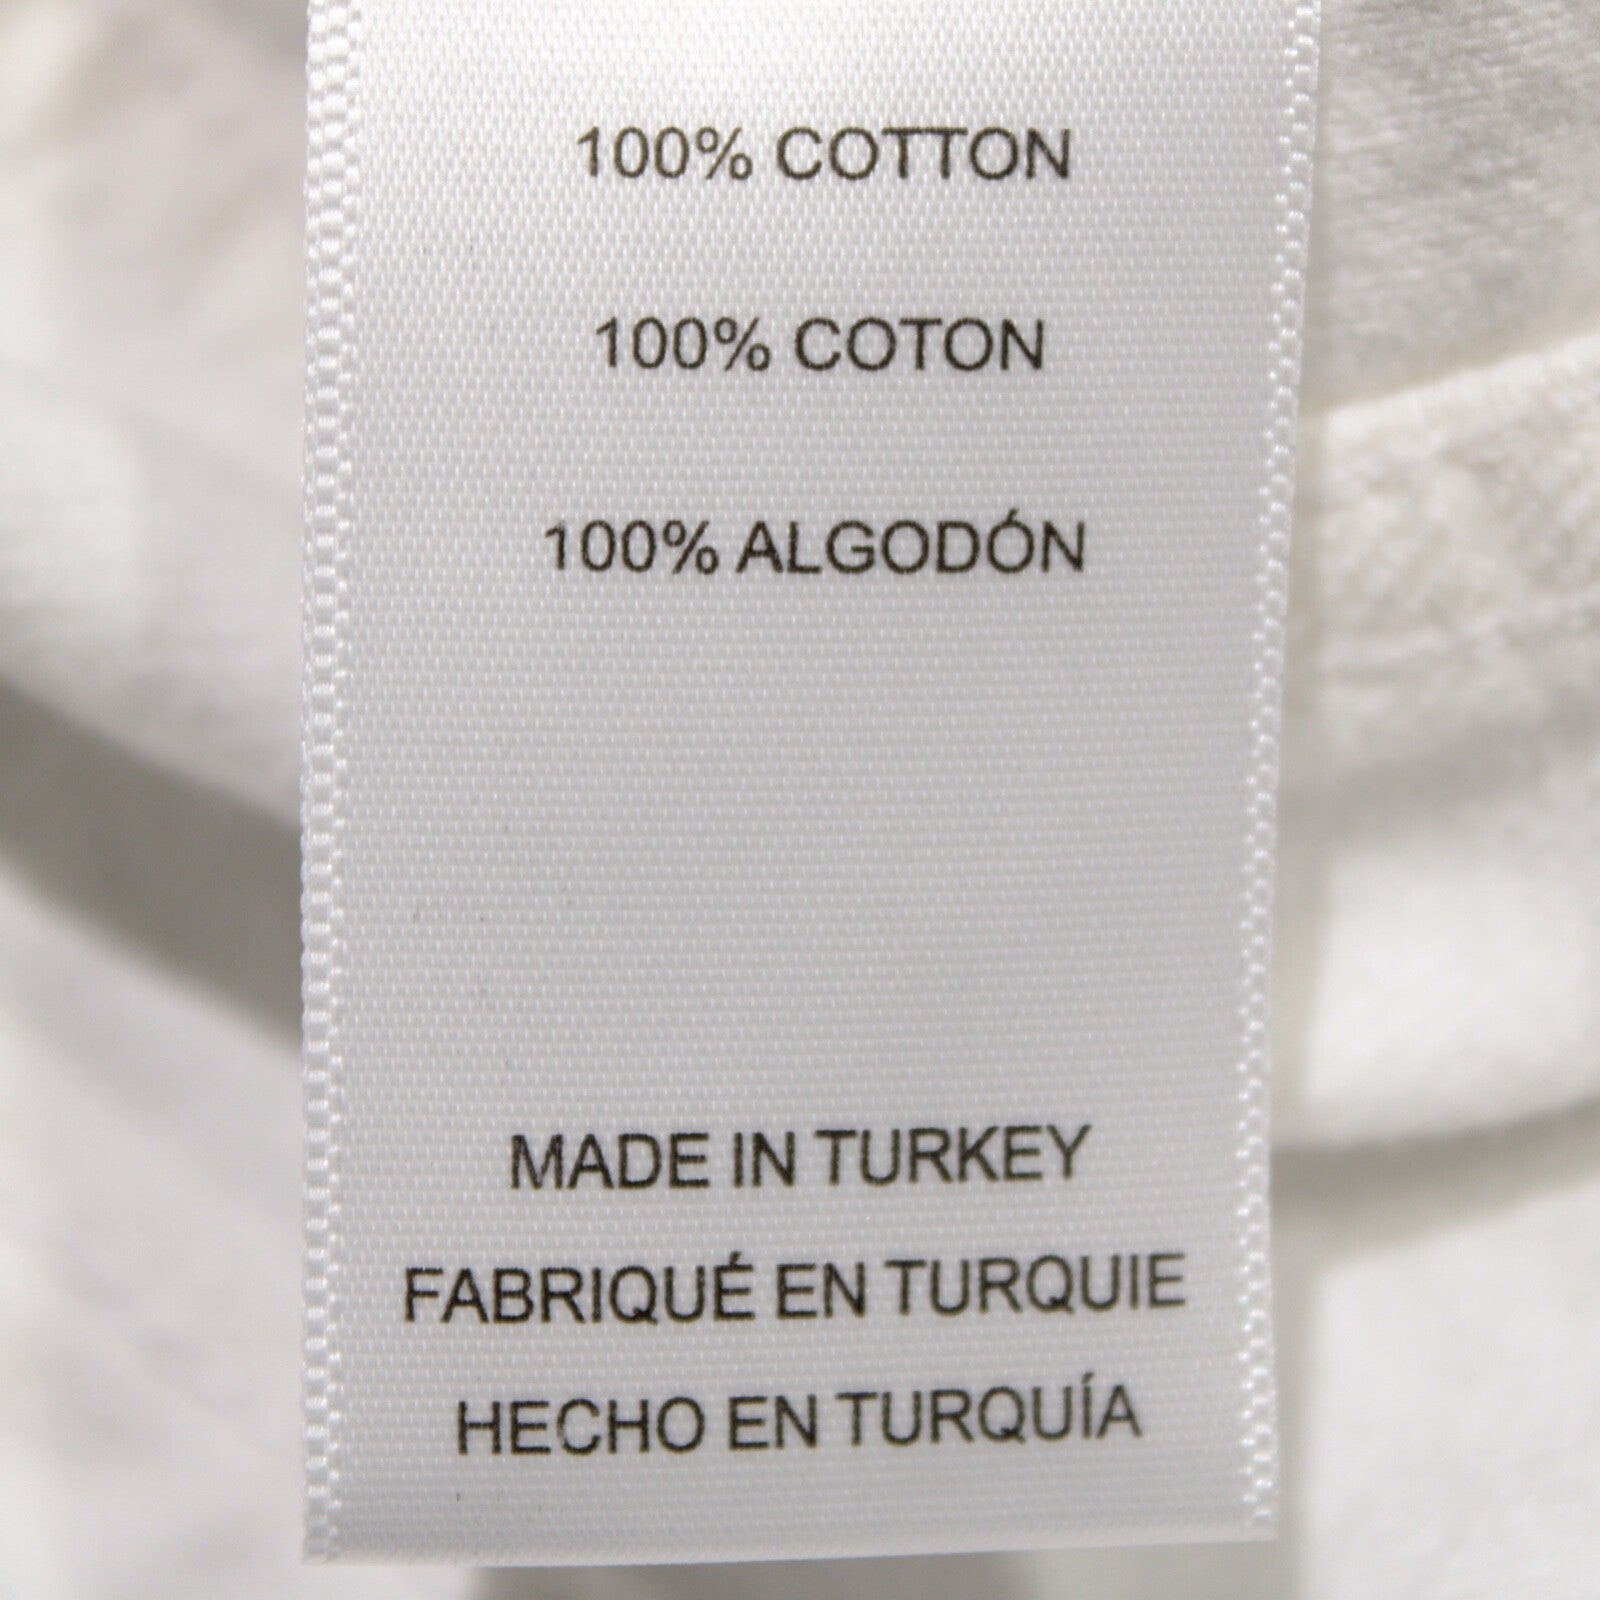 100% COTTON
100% COTON
100% ALGODÓN
MADE IN TURKEY
FABRIQUÉ EN TURQUIE
HECHO EN TURQUÍA